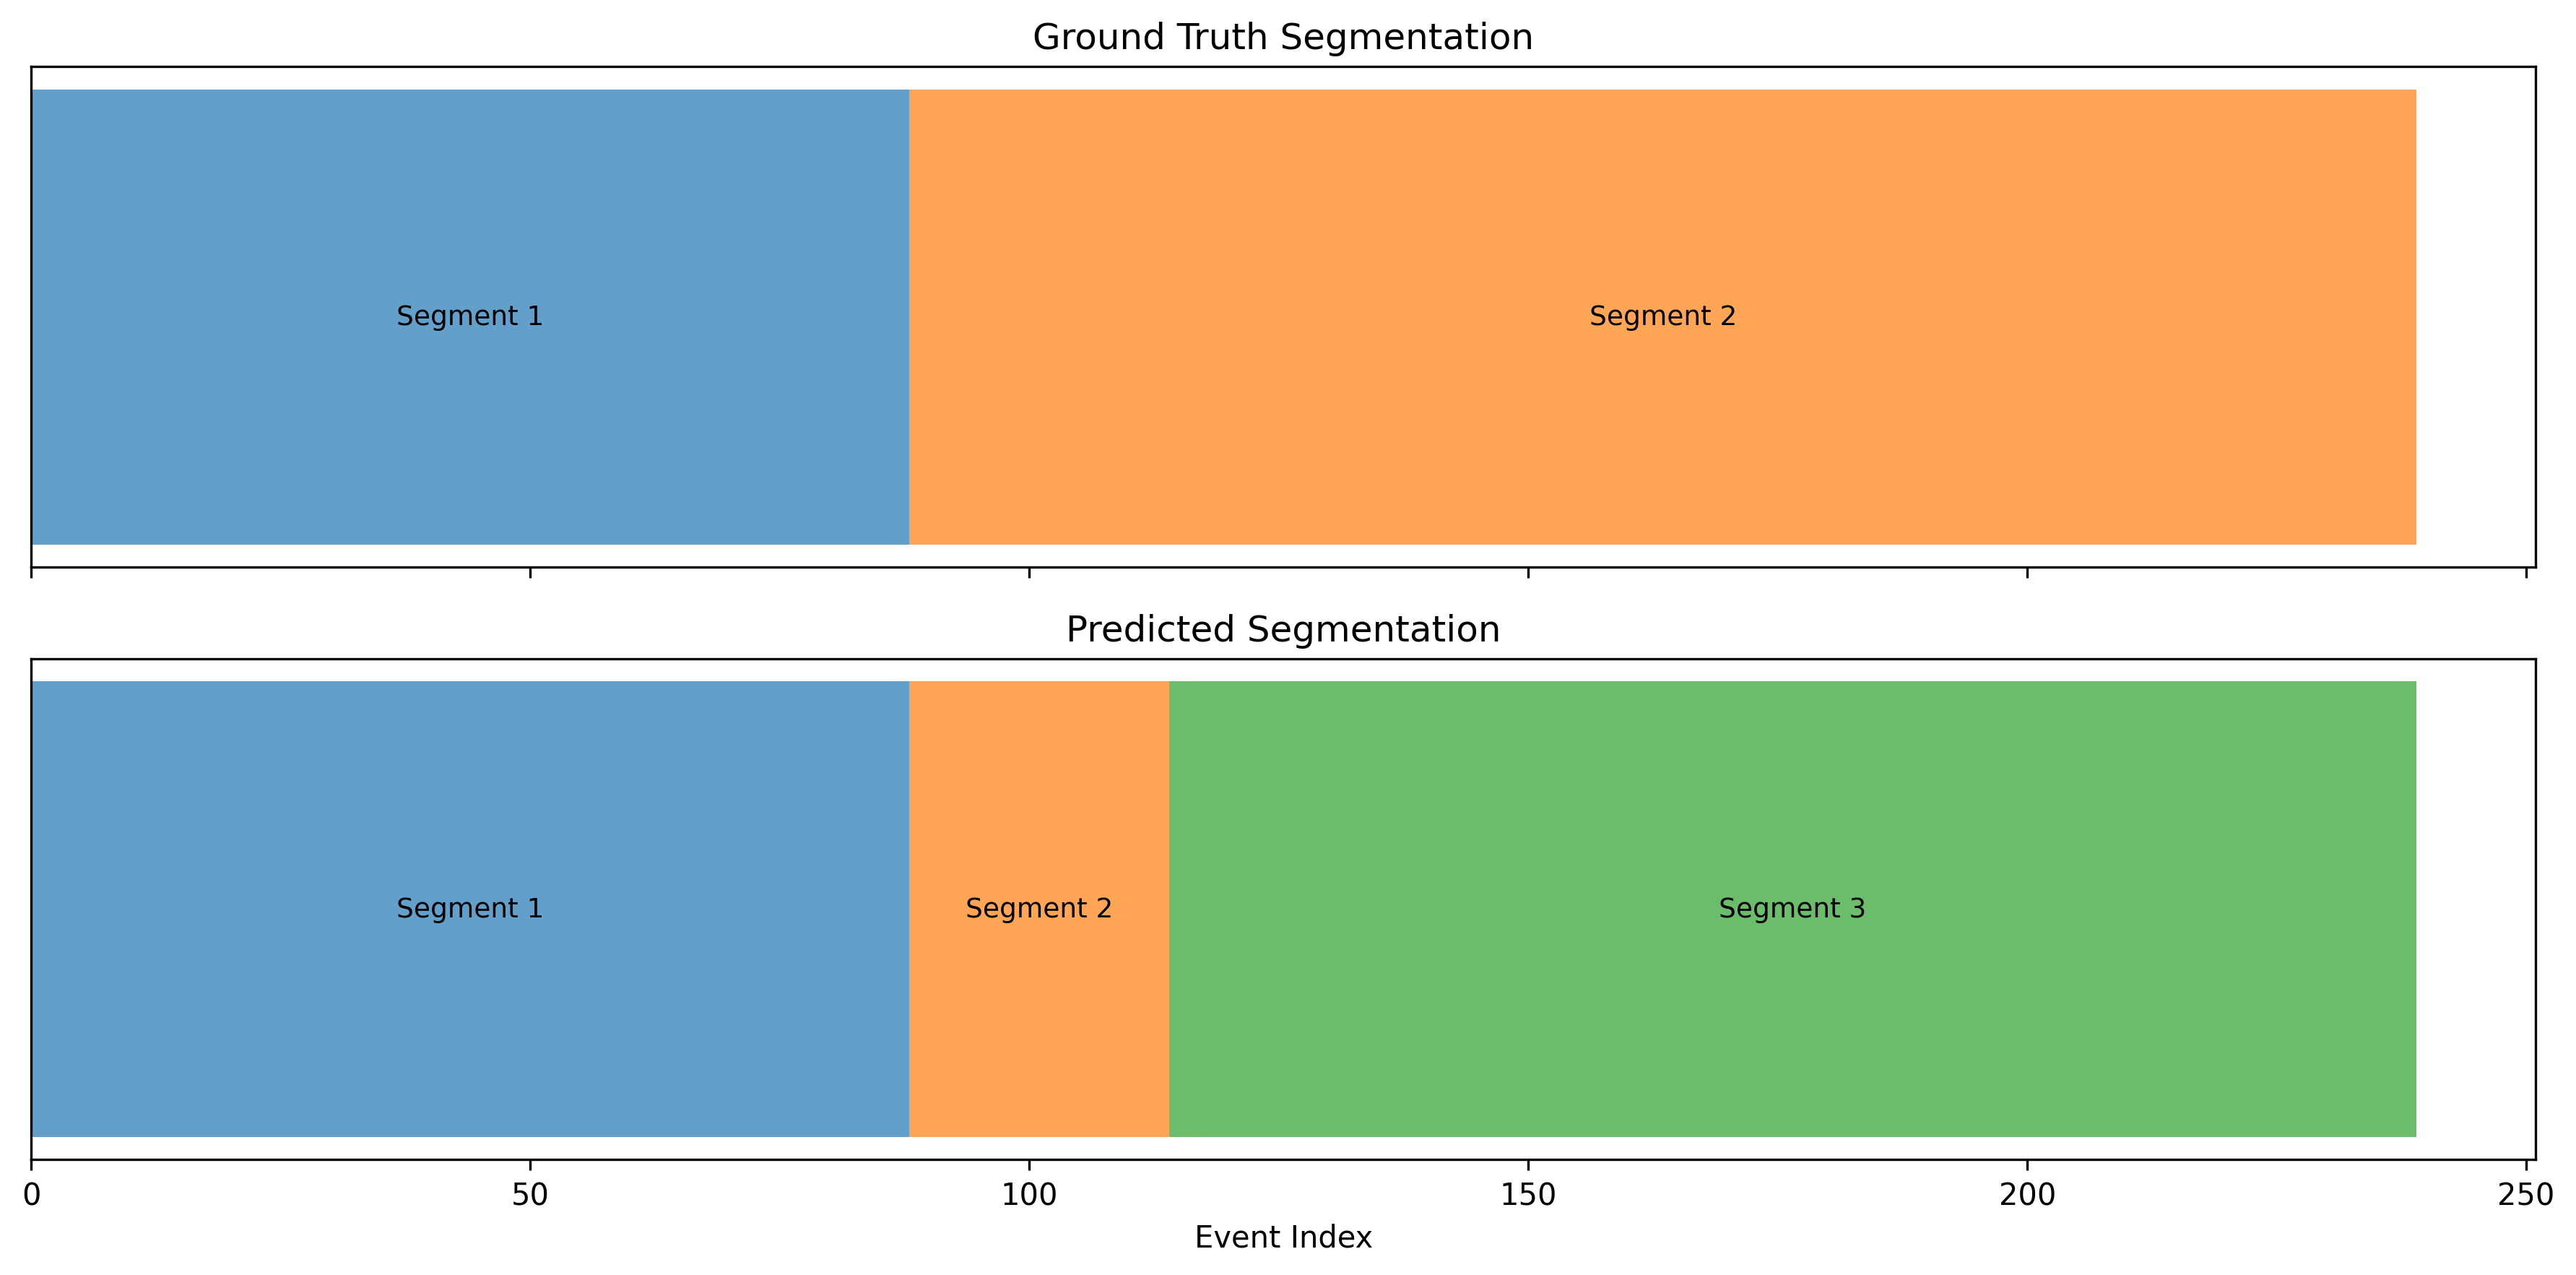 Ground Truth Segmentation
Segment 1 Segment 2
Predicted Segmentation
Segment 1 Segment 2 Segment 3
0 50 100 150 200 250
Event Index